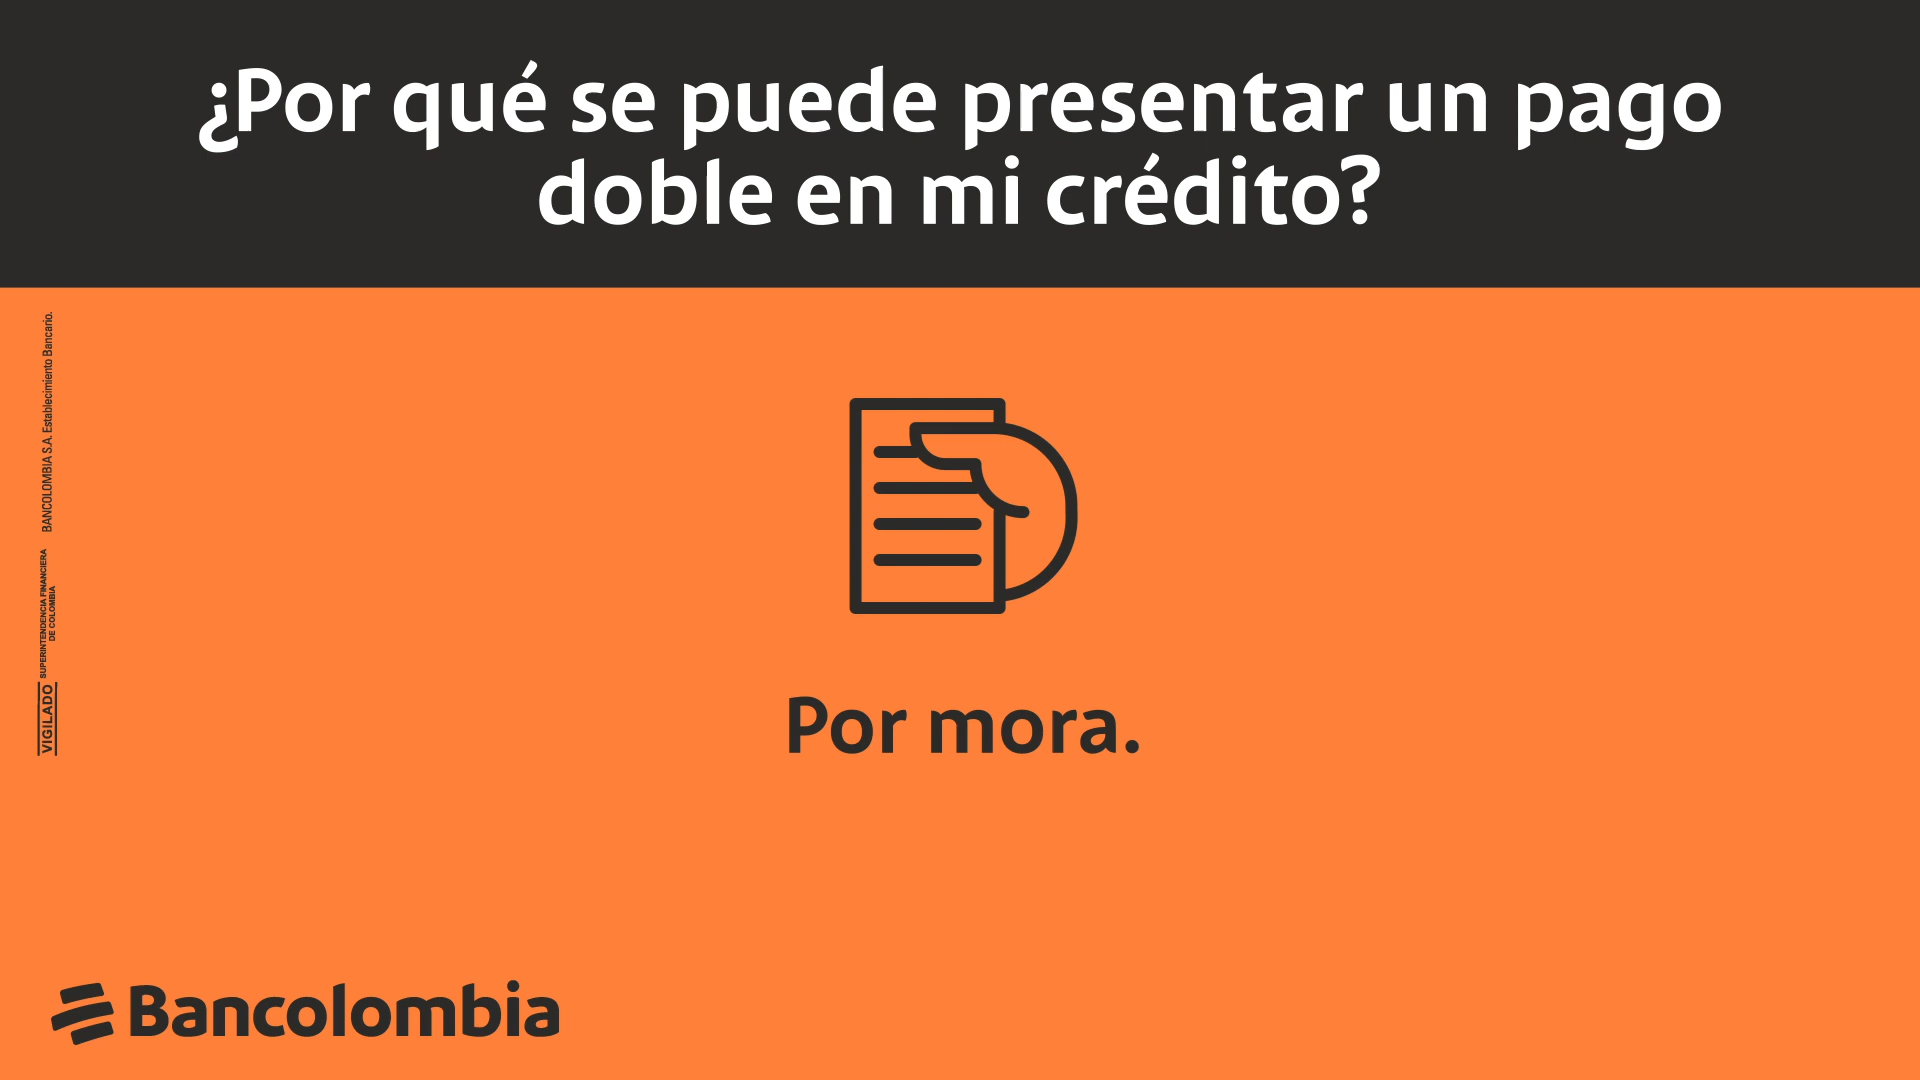 ¿Por qué se puede presentar un pago
doble en mi crédito?
BANCOLOMBIA S.A. Establecimiento Bancario.
SUPERINTENDENCIA FINANCIERA
DE COLOMBIA
VIGILADO
Por mora.
Bancolombia